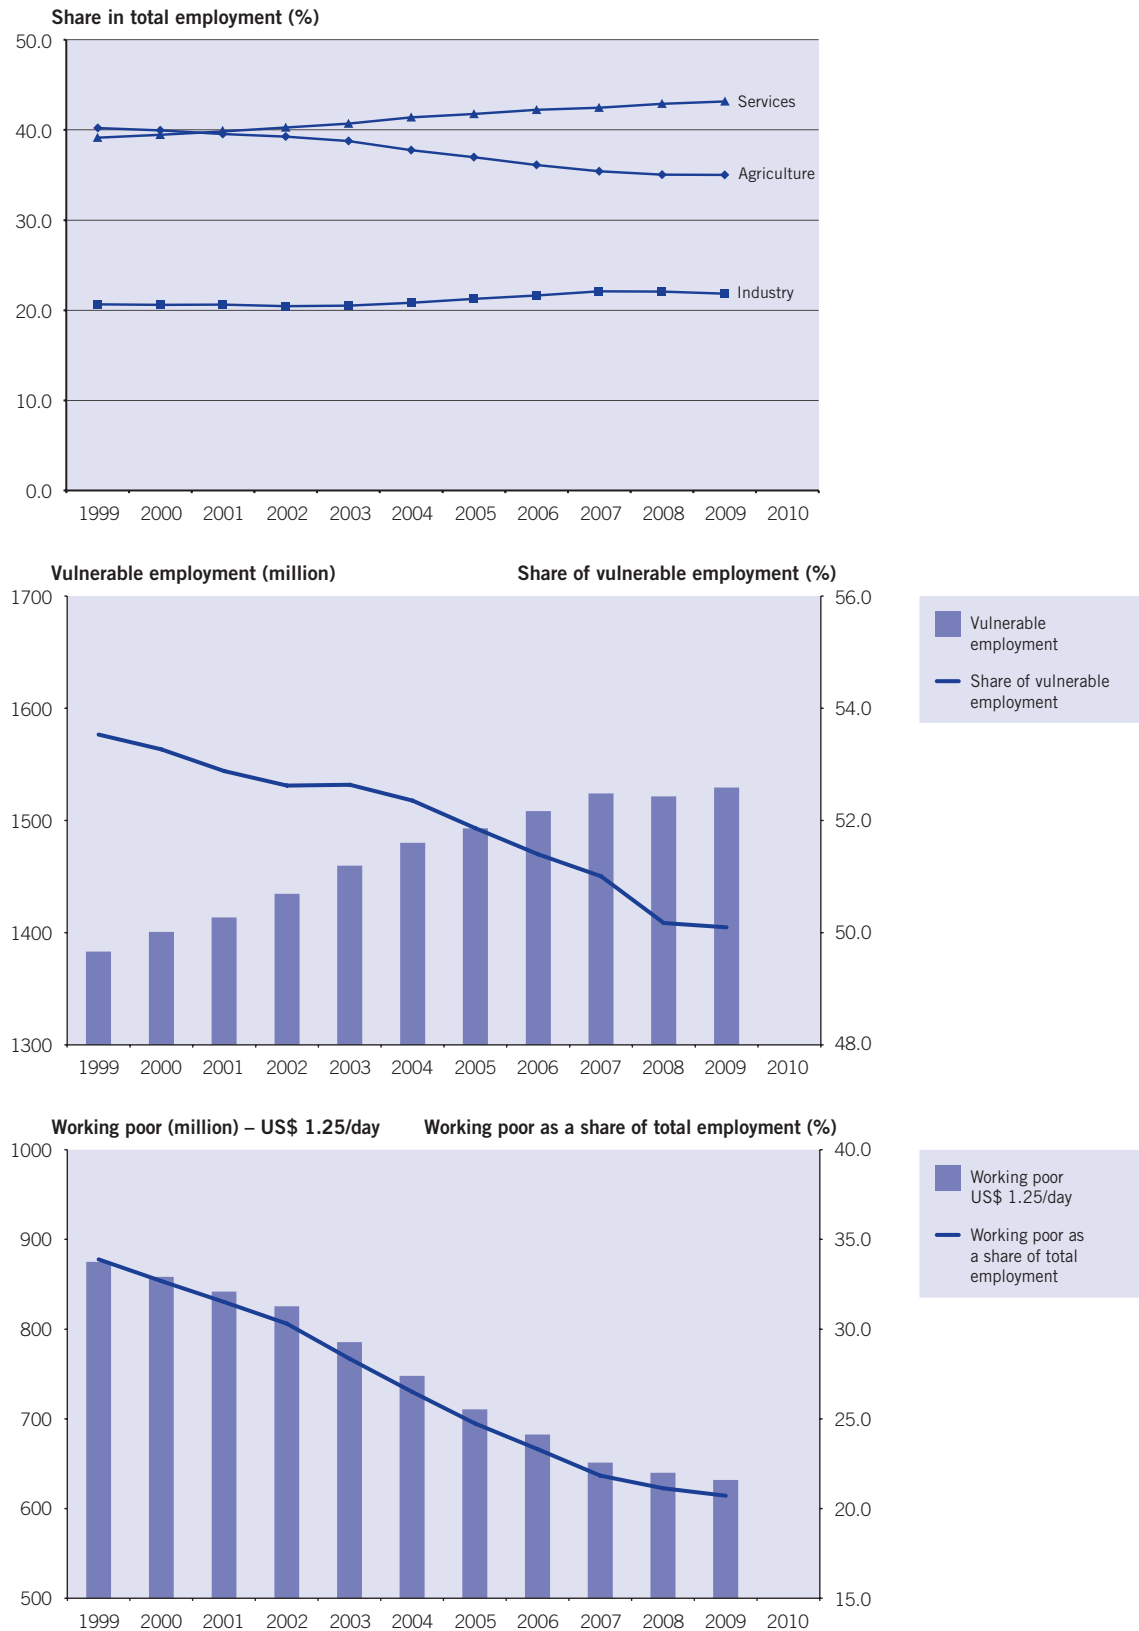 Share in total employment (%)
50.0
40.0
30.0
20.0
10.0
0.0
Services
Agriculture
Industry
1999 2000 2001 2002 2003 2004 2005 2006 2007 2008 2009 2010
Vulnerable employment (million)
Share of vulnerable employment (%)
1700
1600
1500
1400
1300
56.0
54.0
52.0
50.0
48.0
1999 2000 2001 2002 2003 2004 2005 2006 2007 2008 2009 2010
Vulnerable
employment
Share of vulnerable
employment
Working poor (million) – US$ 1.25/day
Working poor as a share of total employment (%)
1000
900
800
700
600
500
40.0
35.0
30.0
25.0
20.0
15.0
1999 2000 2001 2002 2003 2004 2005 2006 2007 2008 2009 2010
Working poor
US$ 1.25/day
Working poor as
a share of total
employment